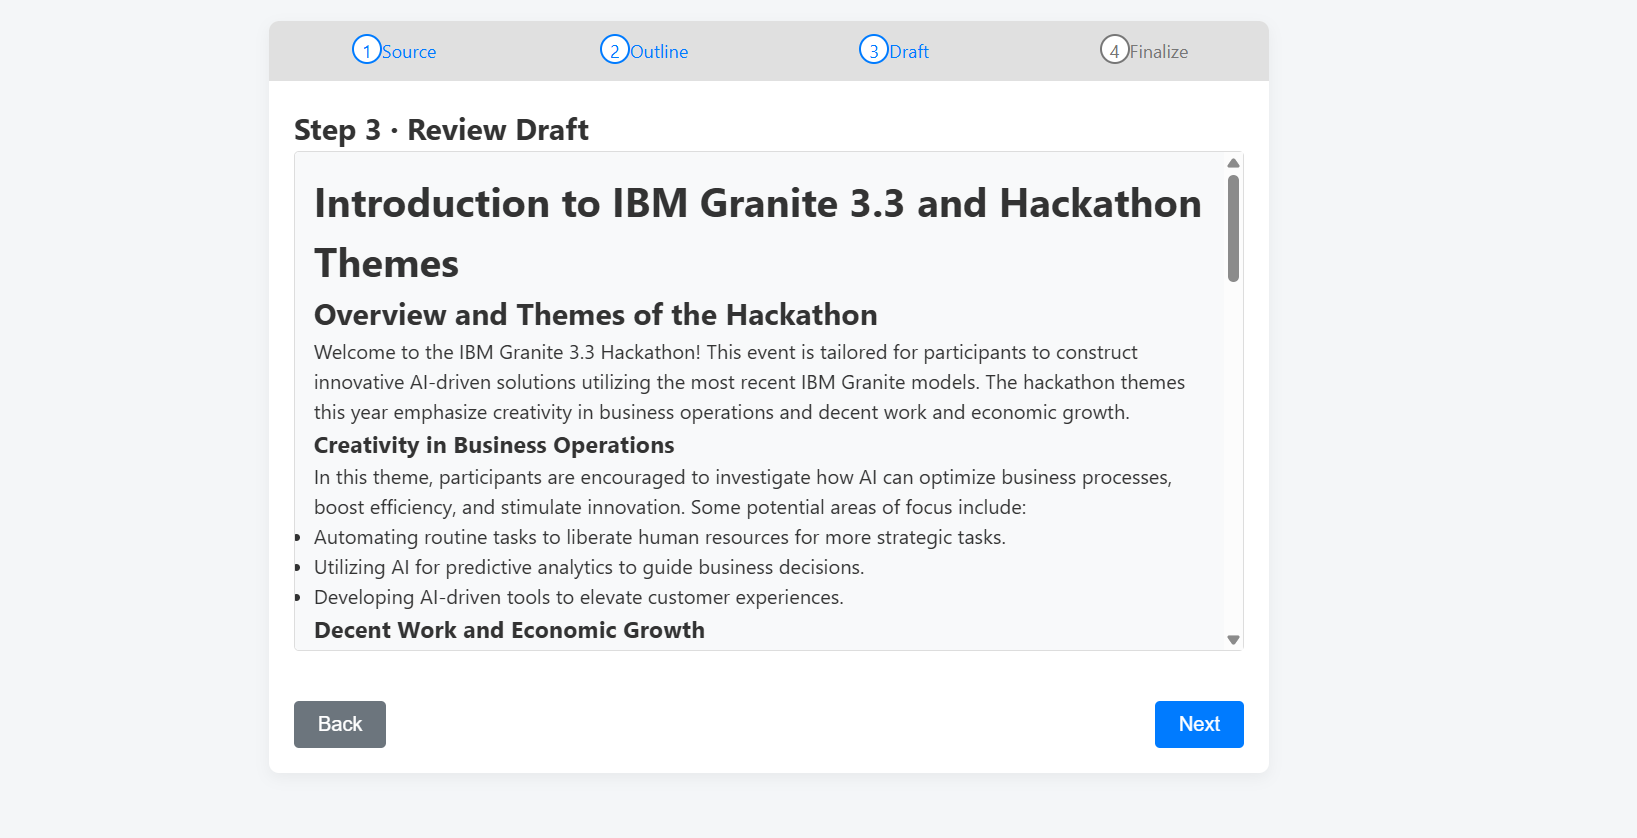 1 Source 2 Outline 3 Draft 4 Finalize
Step 3 · Review Draft
Introduction to IBM Granite 3.3 and Hackathon
Themes
Overview and Themes of the Hackathon
Welcome to the IBM Granite 3.3 Hackathon! This event is tailored for participants to construct
innovative AI-driven solutions utilizing the most recent IBM Granite models. The hackathon themes
this year emphasize creativity in business operations and decent work and economic growth.
Creativity in Business Operations
In this theme, participants are encouraged to investigate how AI can optimize business processes,
boost efficiency, and stimulate innovation. Some potential areas of focus include:
• Automating routine tasks to liberate human resources for more strategic tasks.
• Utilizing AI for predictive analytics to guide business decisions.
• Developing AI-driven tools to elevate customer experiences.
Decent Work and Economic Growth
Back Next